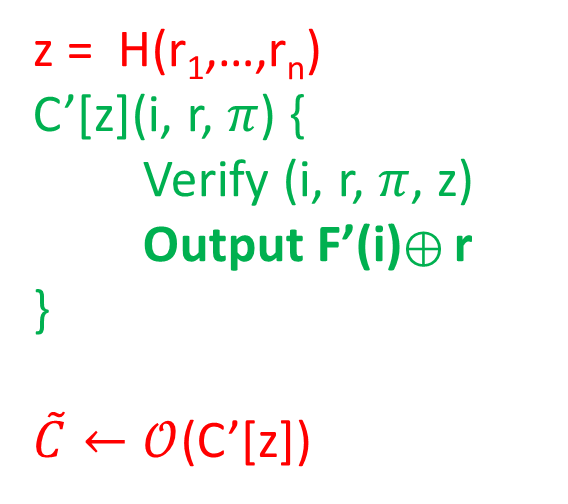 z = H(r₁,...,rₙ)
C’[z](i, r, π) {
Verify (i, r, π, z)
Output F’(i)⊕ r
}
C̃ ← 𝒪(C’[z])